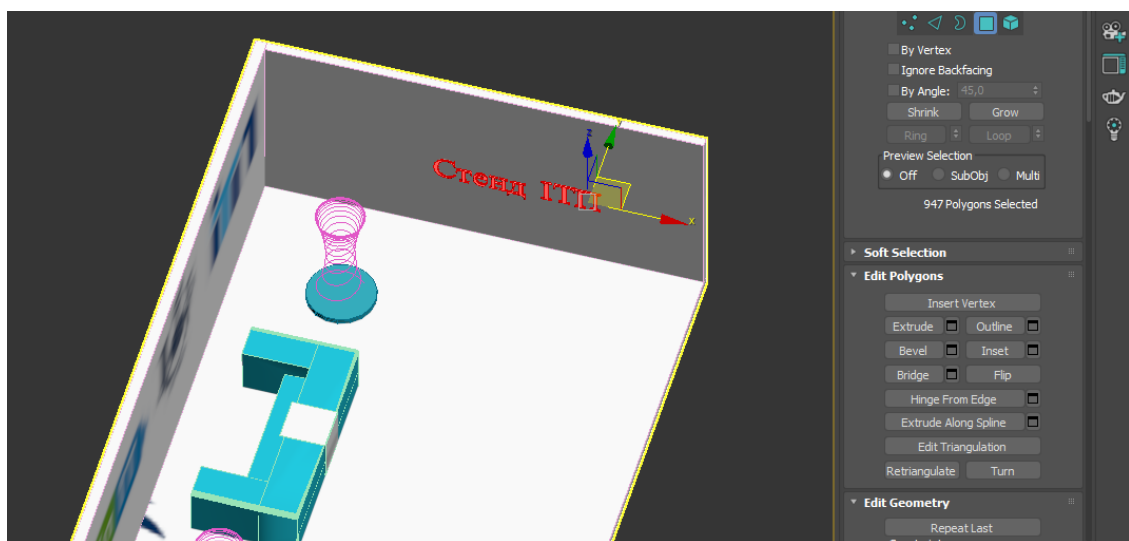 By Vertex
Ignore Backfacing
By Angle: 45,0
Shrink Grow
Ring Loop
Preview Selection
Off SubObj Multi
947 Polygons Selected
Soft Selection
Edit Polygons
Insert Vertex
Extrude Outline
Bevel Inset
Bridge Flip
Hinge From Edge
Extrude Along Spline
Edit Triangulation
Retriangulate Turn
Edit Geometry
Repeat Last
Стенд ІТП
z
x